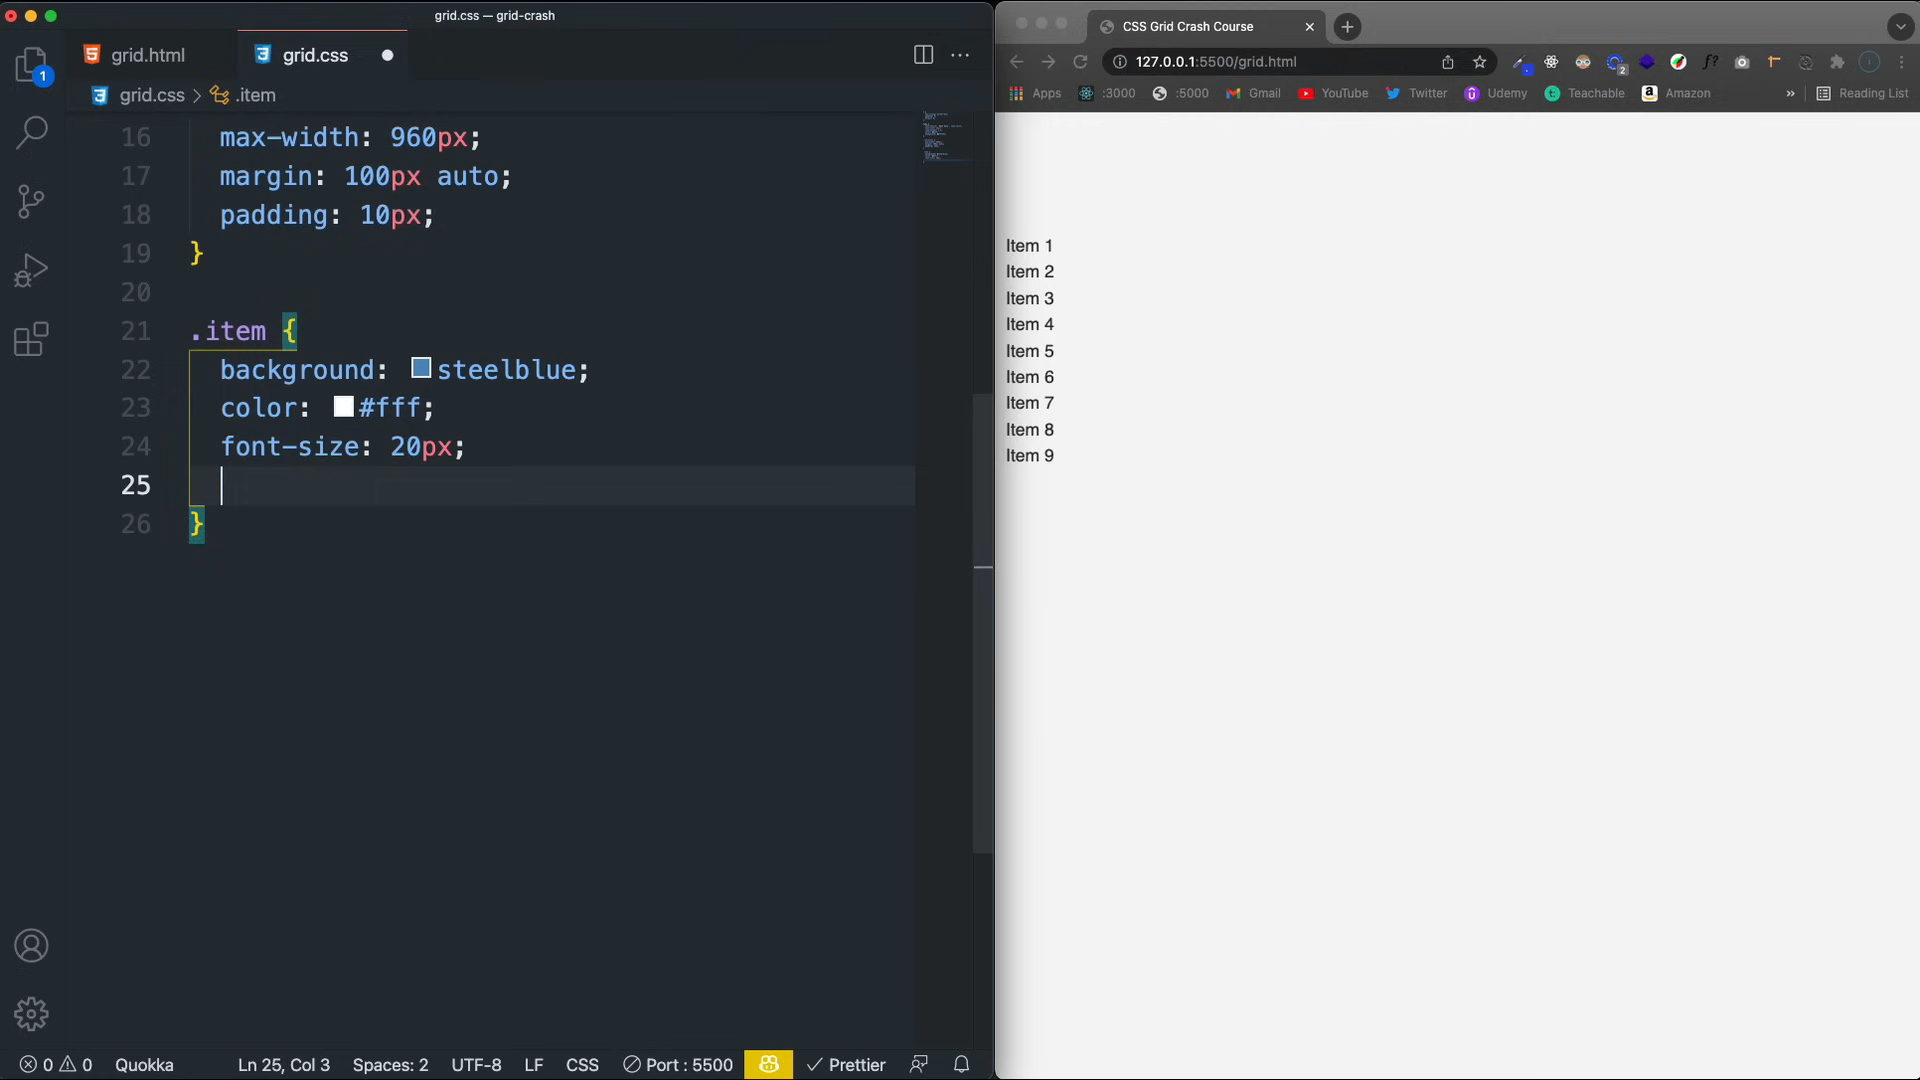 grid.css — grid-crash
grid.html
grid.css
grid.css > .item
16 max-width: 960px;
17 margin: 100px auto;
18 padding: 10px;
19 }
20
21 .item {
22 background: steelblue;
23 color: #fff;
24 font-size: 20px;
25
26 }
1
0 0 Quokka Ln 25, Col 3 Spaces: 2 UTF-8 LF CSS Port : 5500 Prettier
CSS Grid Crash Course
127.0.0.1:5500/grid.html
2
f?
Apps :3000 :5000 Gmail YouTube Twitter Udemy Teachable Amazon » Reading List
Item 1
Item 2
Item 3
Item 4
Item 5
Item 6
Item 7
Item 8
Item 9